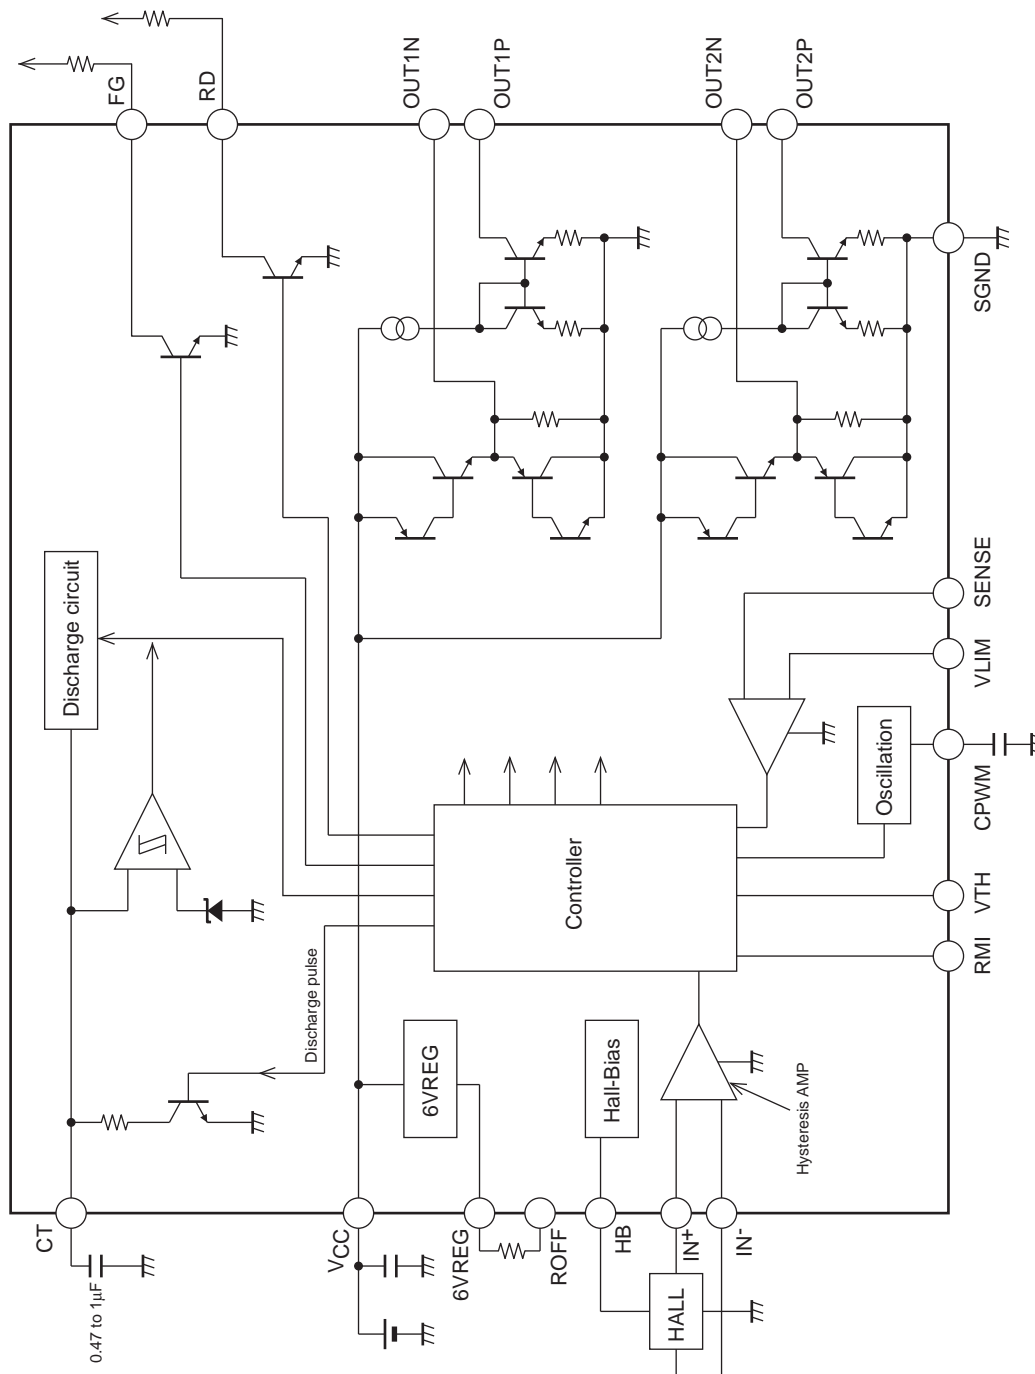 FG
RD
OUT1N
OUT1P
OUT2N
OUT2P
SGND
SENSE
VLIM
CPWM
VTH
RMI
Discharge circuit
Oscillation
Controller
Discharge pulse
6VREG
Hall-Bias
Hysteresis AMP
CT
VCC
6VREG
ROFF
HB
IN+
IN-
0.47 to 1µF
HALL